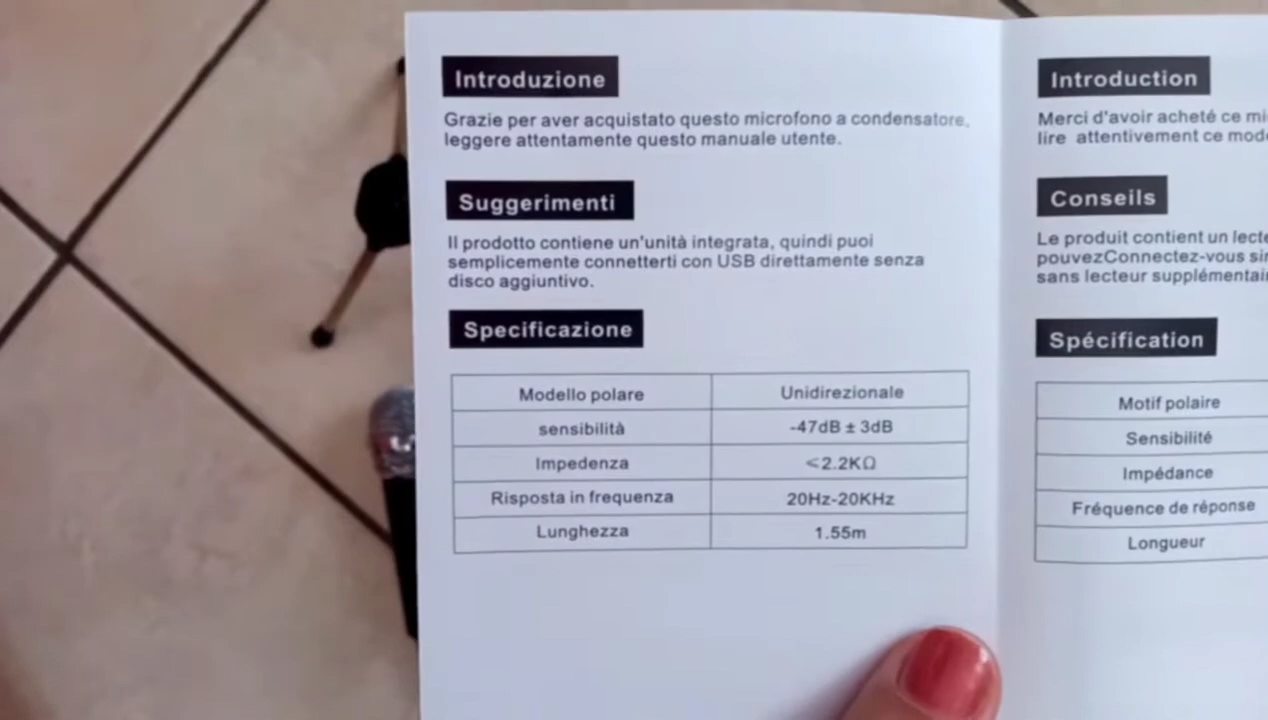 Introduzione
Grazie per aver acquistato questo microfono a condensatore,
leggere attentamente questo manuale utente.
Suggerimenti
Il prodotto contiene un'unità integrata, quindi puoi
semplicemente connetterti con USB direttamente senza
disco aggiuntivo.
Specificazione
Modello polare Unidirezionale
sensibilità -47dB ± 3dB
Impedenza <2.2KΩ
Risposta in frequenza 20Hz-20KHz
Lunghezza 1.55m
Introduction
Merci d'avoir acheté ce
lire attentivement ce
Conseils
Le produit contient un
pouvezConnectez-vous
sans lecteur
Spécification
Motif polaire
Sensibilité
Impédance
Fréquence de réponse
Longueur